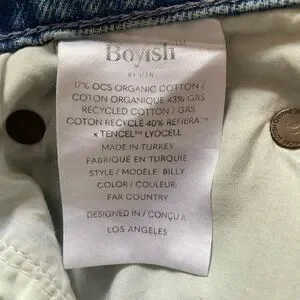 Boyish
17% OCS ORGANIC COTTON /
COTON ORGANIQUE 43% GRS
RECYCLED COTTON / GRS
COTON RECYCLÉ 40% REFIBRA™
x TENCEL™ LYOCELL
MADE IN TURKEY
FABRIQUÉ EN TURQUIE
STYLE / MODÈLE: BILLY
COLOR / COULEUR:
FAR COUNTRY
DESIGNED IN / CONÇU À
LOS ANGELES